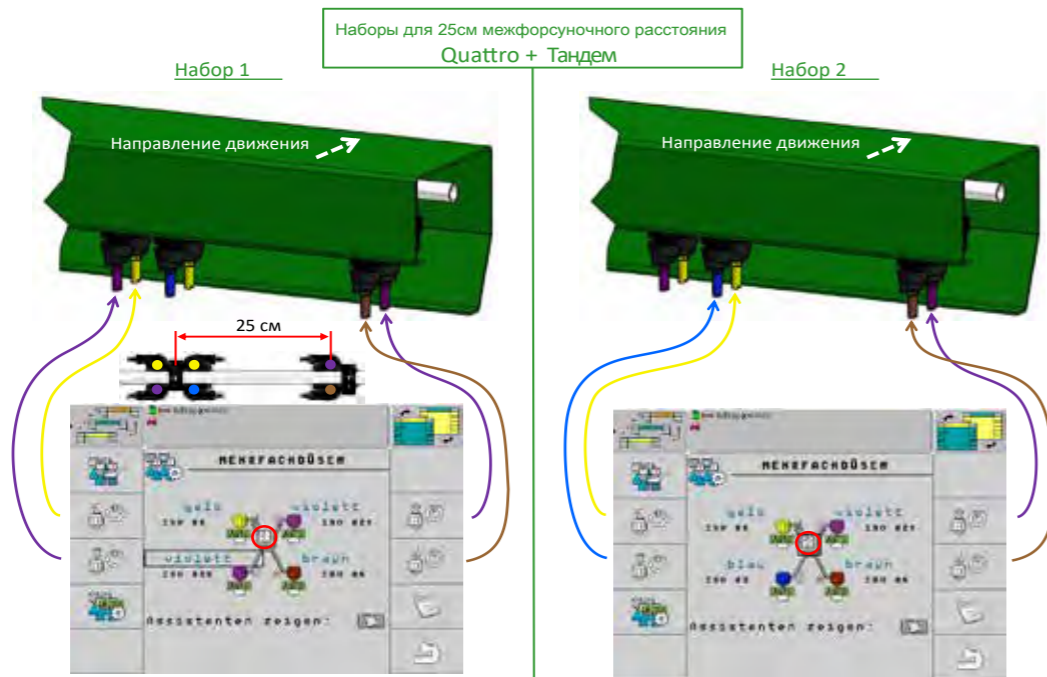 Наборы для 25см межфорсуночного расстояния
Quattro + Тандем
Набор 1
Направление движения
25 см
MEHRFACHDÜSEN
gelb violett
violett braun
Assistenten zeigen:
Набор 2
Направление движения
MEHRFACHDÜSEN
gelb violett
blau braun
Assistenten zeigen: